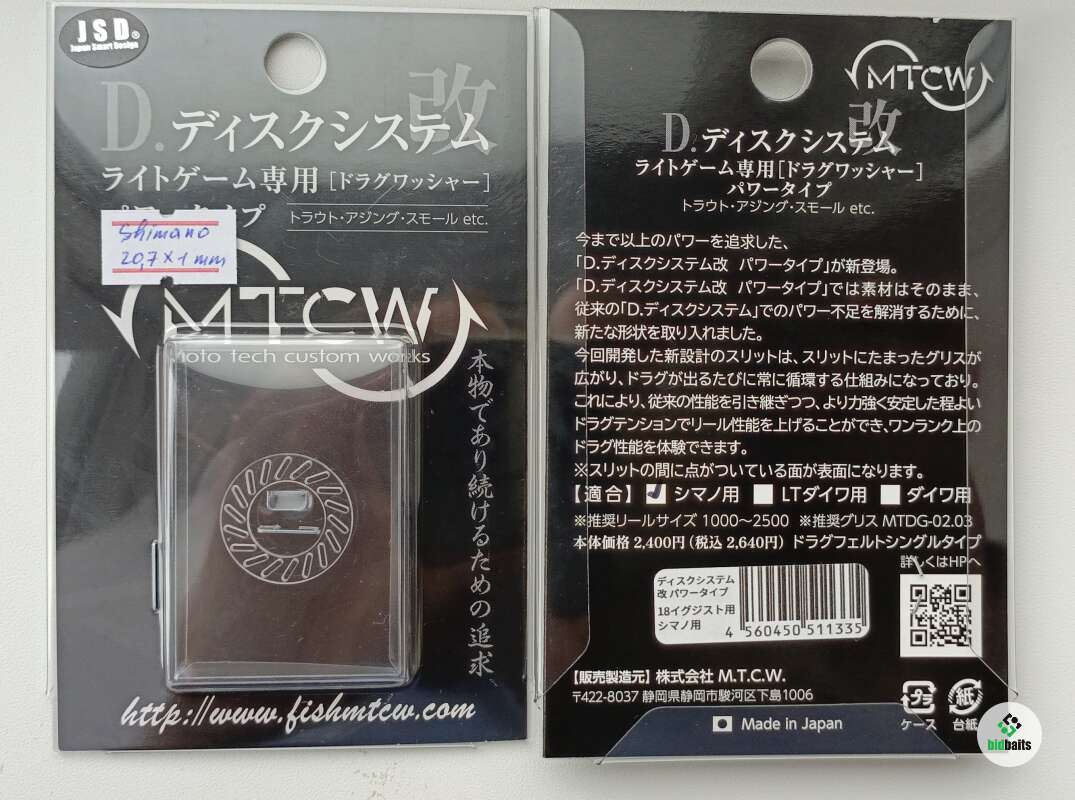 JSD®
Japan Smart Design
改
D.ディスクシステム
ライトゲーム専用［ドラグワッシャー］
パワータイプ
トラウト・アジング・スモール etc.
Shimano
20,7 x 1 mm
MTCW
moto tech custom works
本物であり続けるための追求。
http://www.fishmtcw.com
MTCW
改
D.ディスクシステム
ライトゲーム専用［ドラグワッシャー］
パワータイプ
トラウト・アジング・スモール etc.
今まで以上のパワーを追求した、
「D.ディスクシステム改 パワータイプ」が新登場。
「D.ディスクシステム改 パワータイプ」では素材はそのまま、
従来の「D.ディスクシステム」でのパワー不足を解消するために、
新たな形状を取り入れました。
今回開発した新設計のスリットは、スリットにたまったグリスが
広がり、ドラグが出るたびに常に循環する仕組みになっており。
これにより、従来の性能を引き継ぎつつ、より力強く安定した程よい
ドラグテンションでリール性能を上げることができ、ワンランク上の
ドラグ性能を体験できます。
※スリットの間に点がついている面が表面になります。
【適合】 シマノ用 LTダイワ用 ダイワ用
※推奨リールサイズ 1000〜2500 ※推奨グリス MTDG-02.03
本体価格 2,400円（税込 2,640円） ドラグフェルトシングルタイプ
詳しくはHPへ
ディスクシステム
改 パワータイプ
18イグジスト用
シマノ用
4 560450 511335
【販売製造元】株式会社 M.T.C.W.
〒422-8037 静岡県静岡市駿河区下島1006
Made in Japan
プラ
ケース
紙
台紙
bidbaits